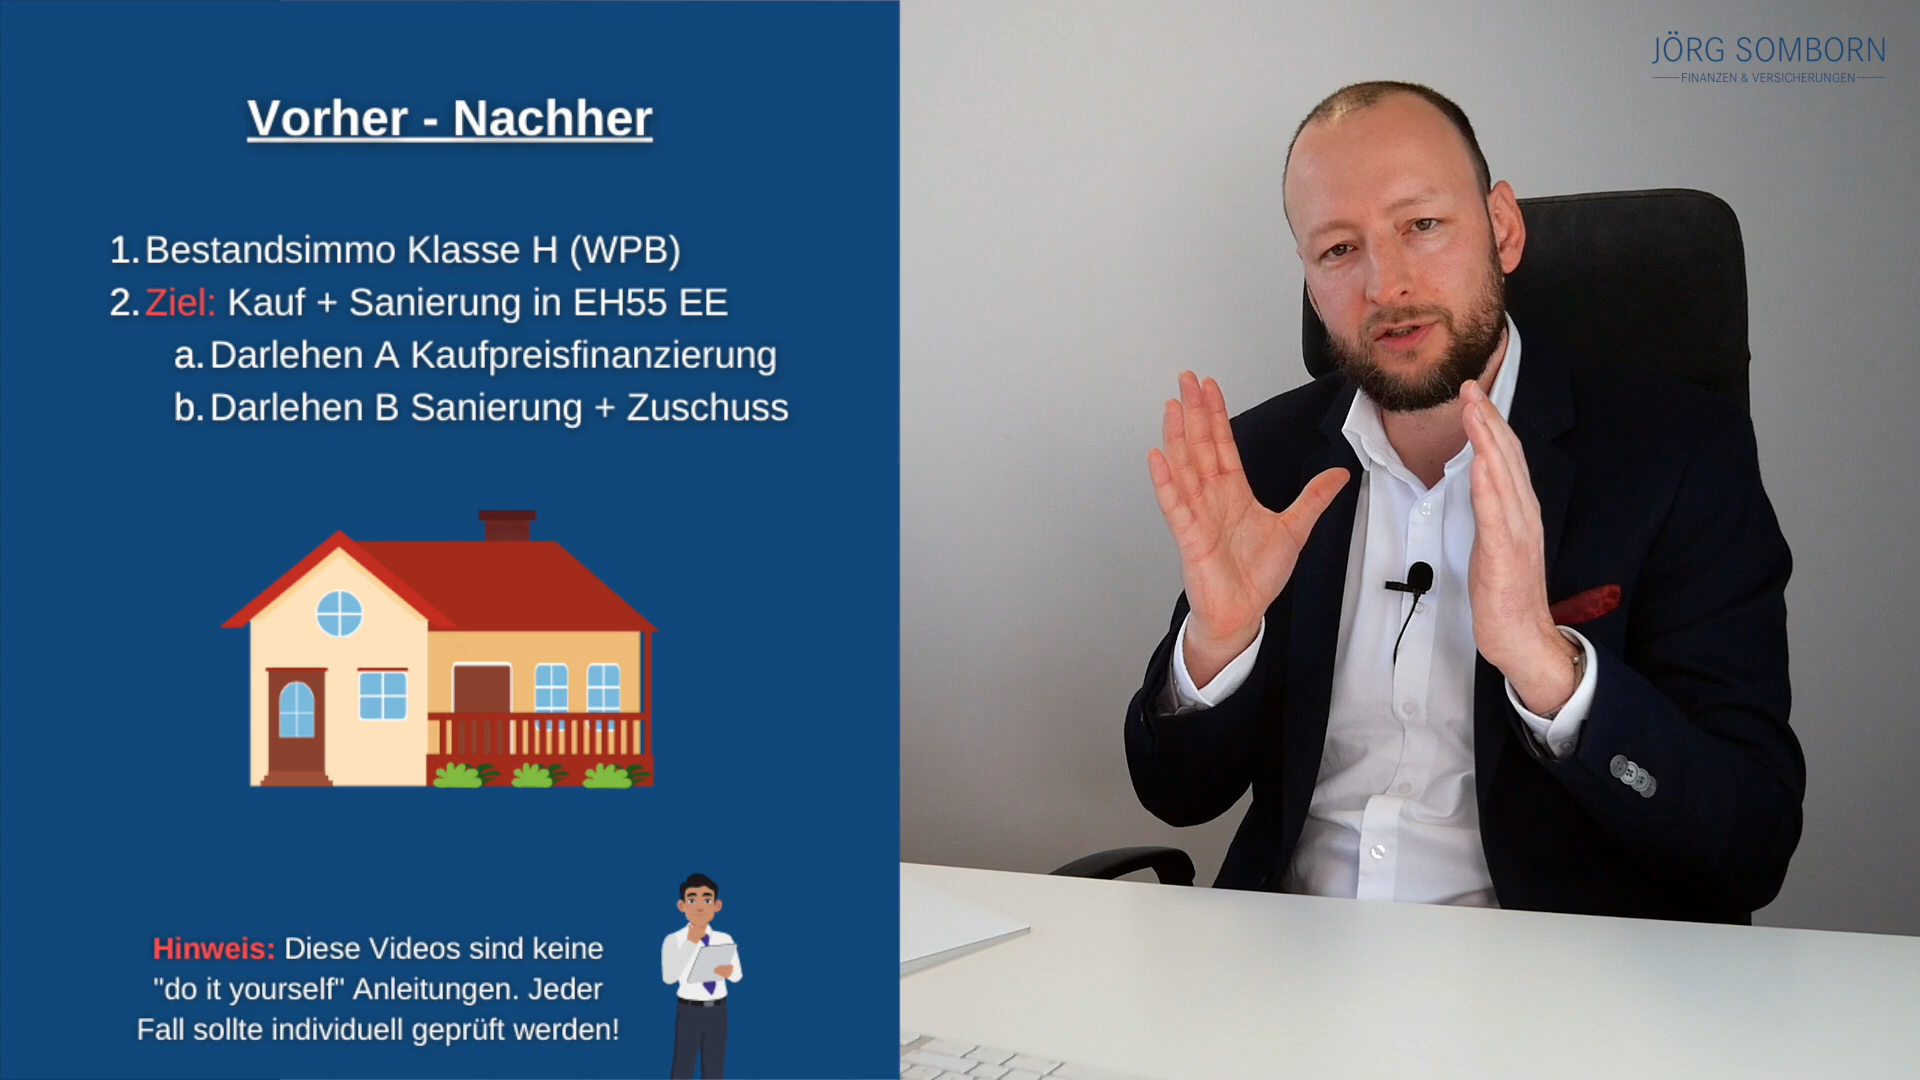 Vorher - Nachher
1. Bestandsimmo Klasse H (WPB)
2. Ziel: Kauf + Sanierung in EH55 EE
a. Darlehen A Kaufpreisfinanzierung
b. Darlehen B Sanierung + Zuschuss
Hinweis: Diese Videos sind keine
"do it yourself" Anleitungen. Jeder
Fall sollte individuell geprüft werden!
JÖRG SOMBORN
FINANZEN & VERSICHERUNGEN